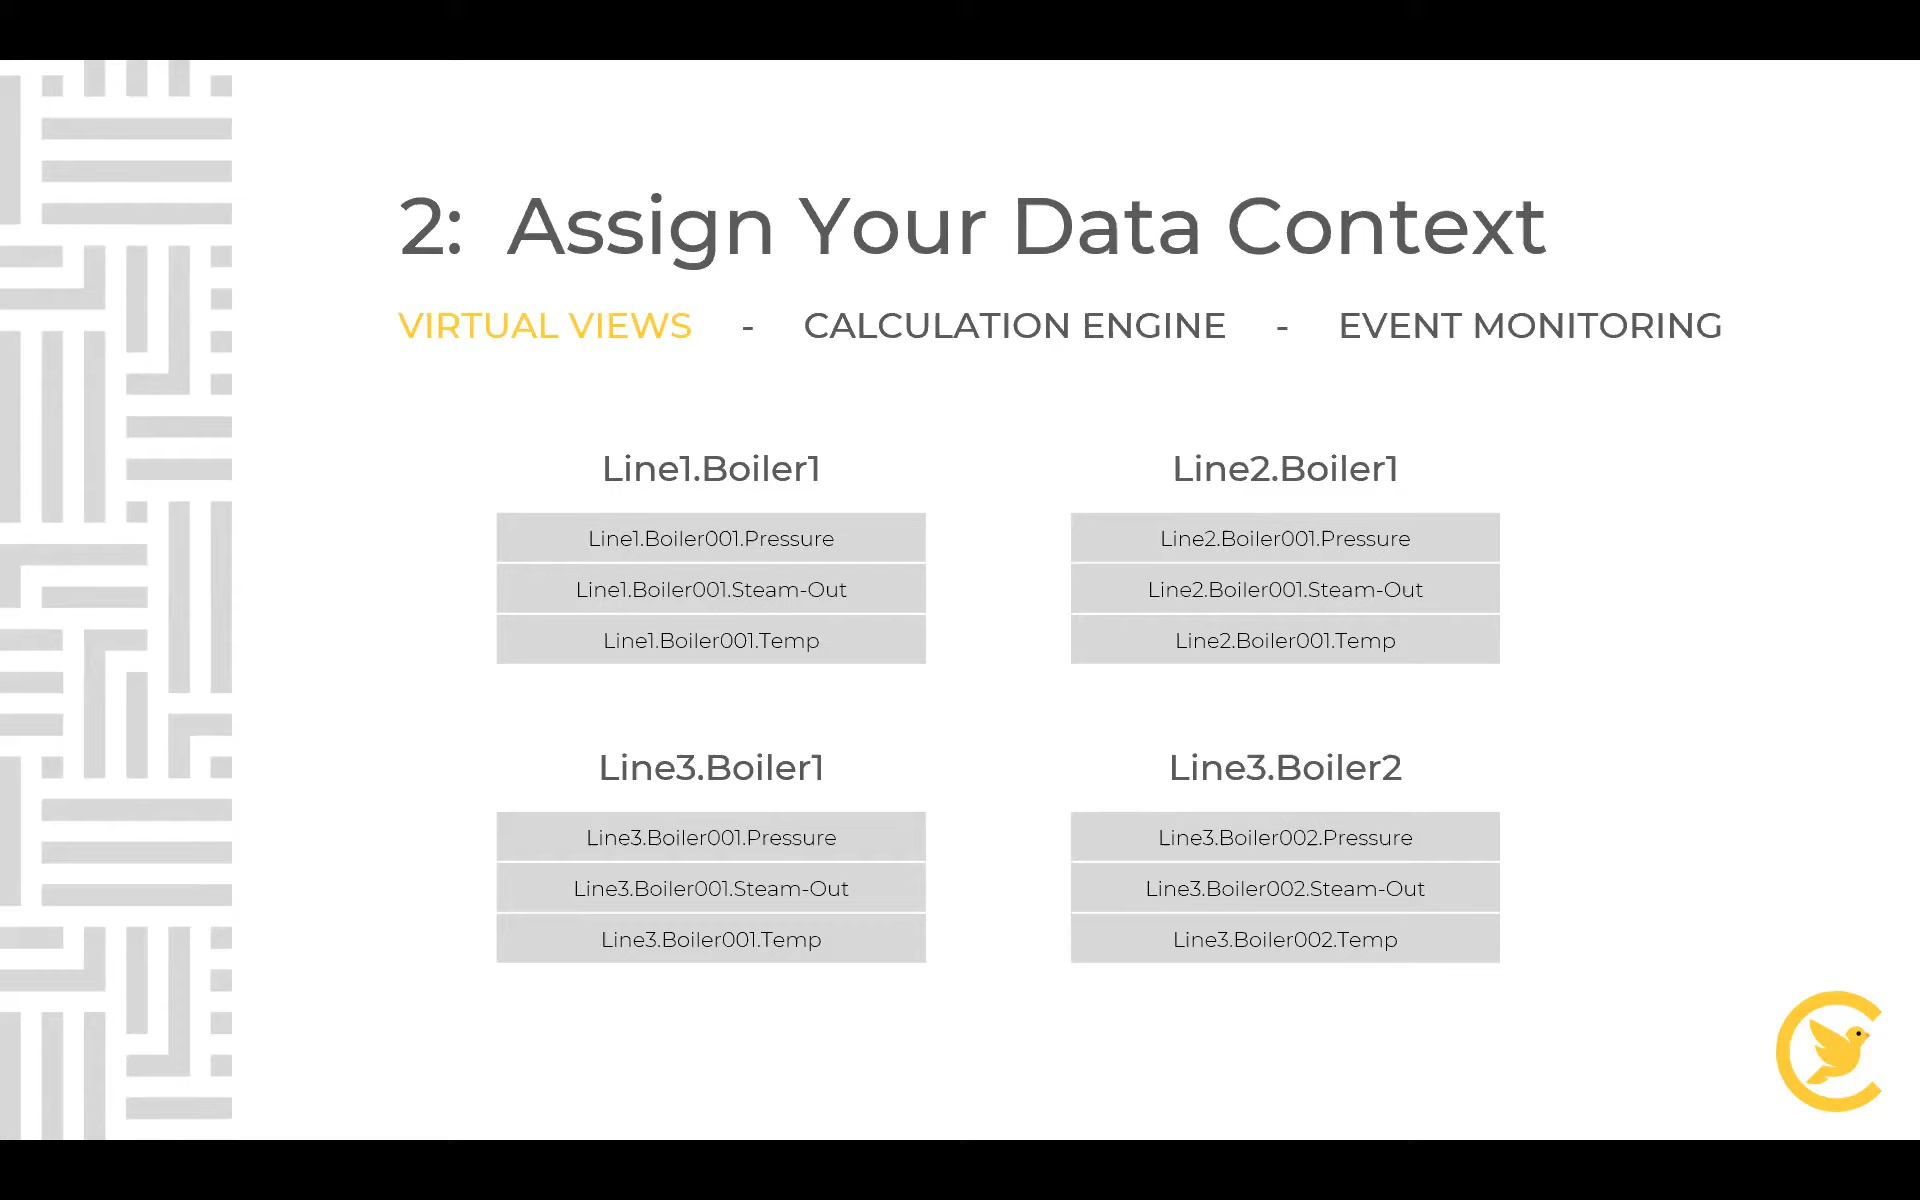 2: Assign Your Data Context
VIRTUAL VIEWS - CALCULATION ENGINE - EVENT MONITORING
Line1.Boiler1
Line1.Boiler001.Pressure
Line1.Boiler001.Steam-Out
Line1.Boiler001.Temp
Line2.Boiler1
Line2.Boiler001.Pressure
Line2.Boiler001.Steam-Out
Line2.Boiler001.Temp
Line3.Boiler1
Line3.Boiler001.Pressure
Line3.Boiler001.Steam-Out
Line3.Boiler001.Temp
Line3.Boiler2
Line3.Boiler002.Pressure
Line3.Boiler002.Steam-Out
Line3.Boiler002.Temp